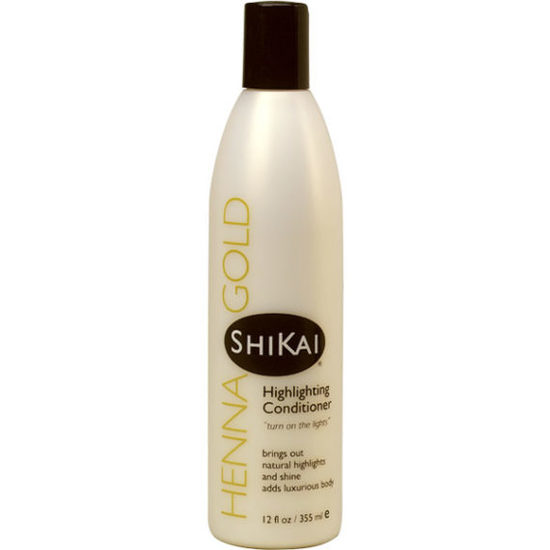 HENNA GOLD
SHIKAI®
Highlighting
Conditioner
"turn on the lights"
brings out
natural highlights
and shine
adds luxurious body
12 fl oz / 355 ml e